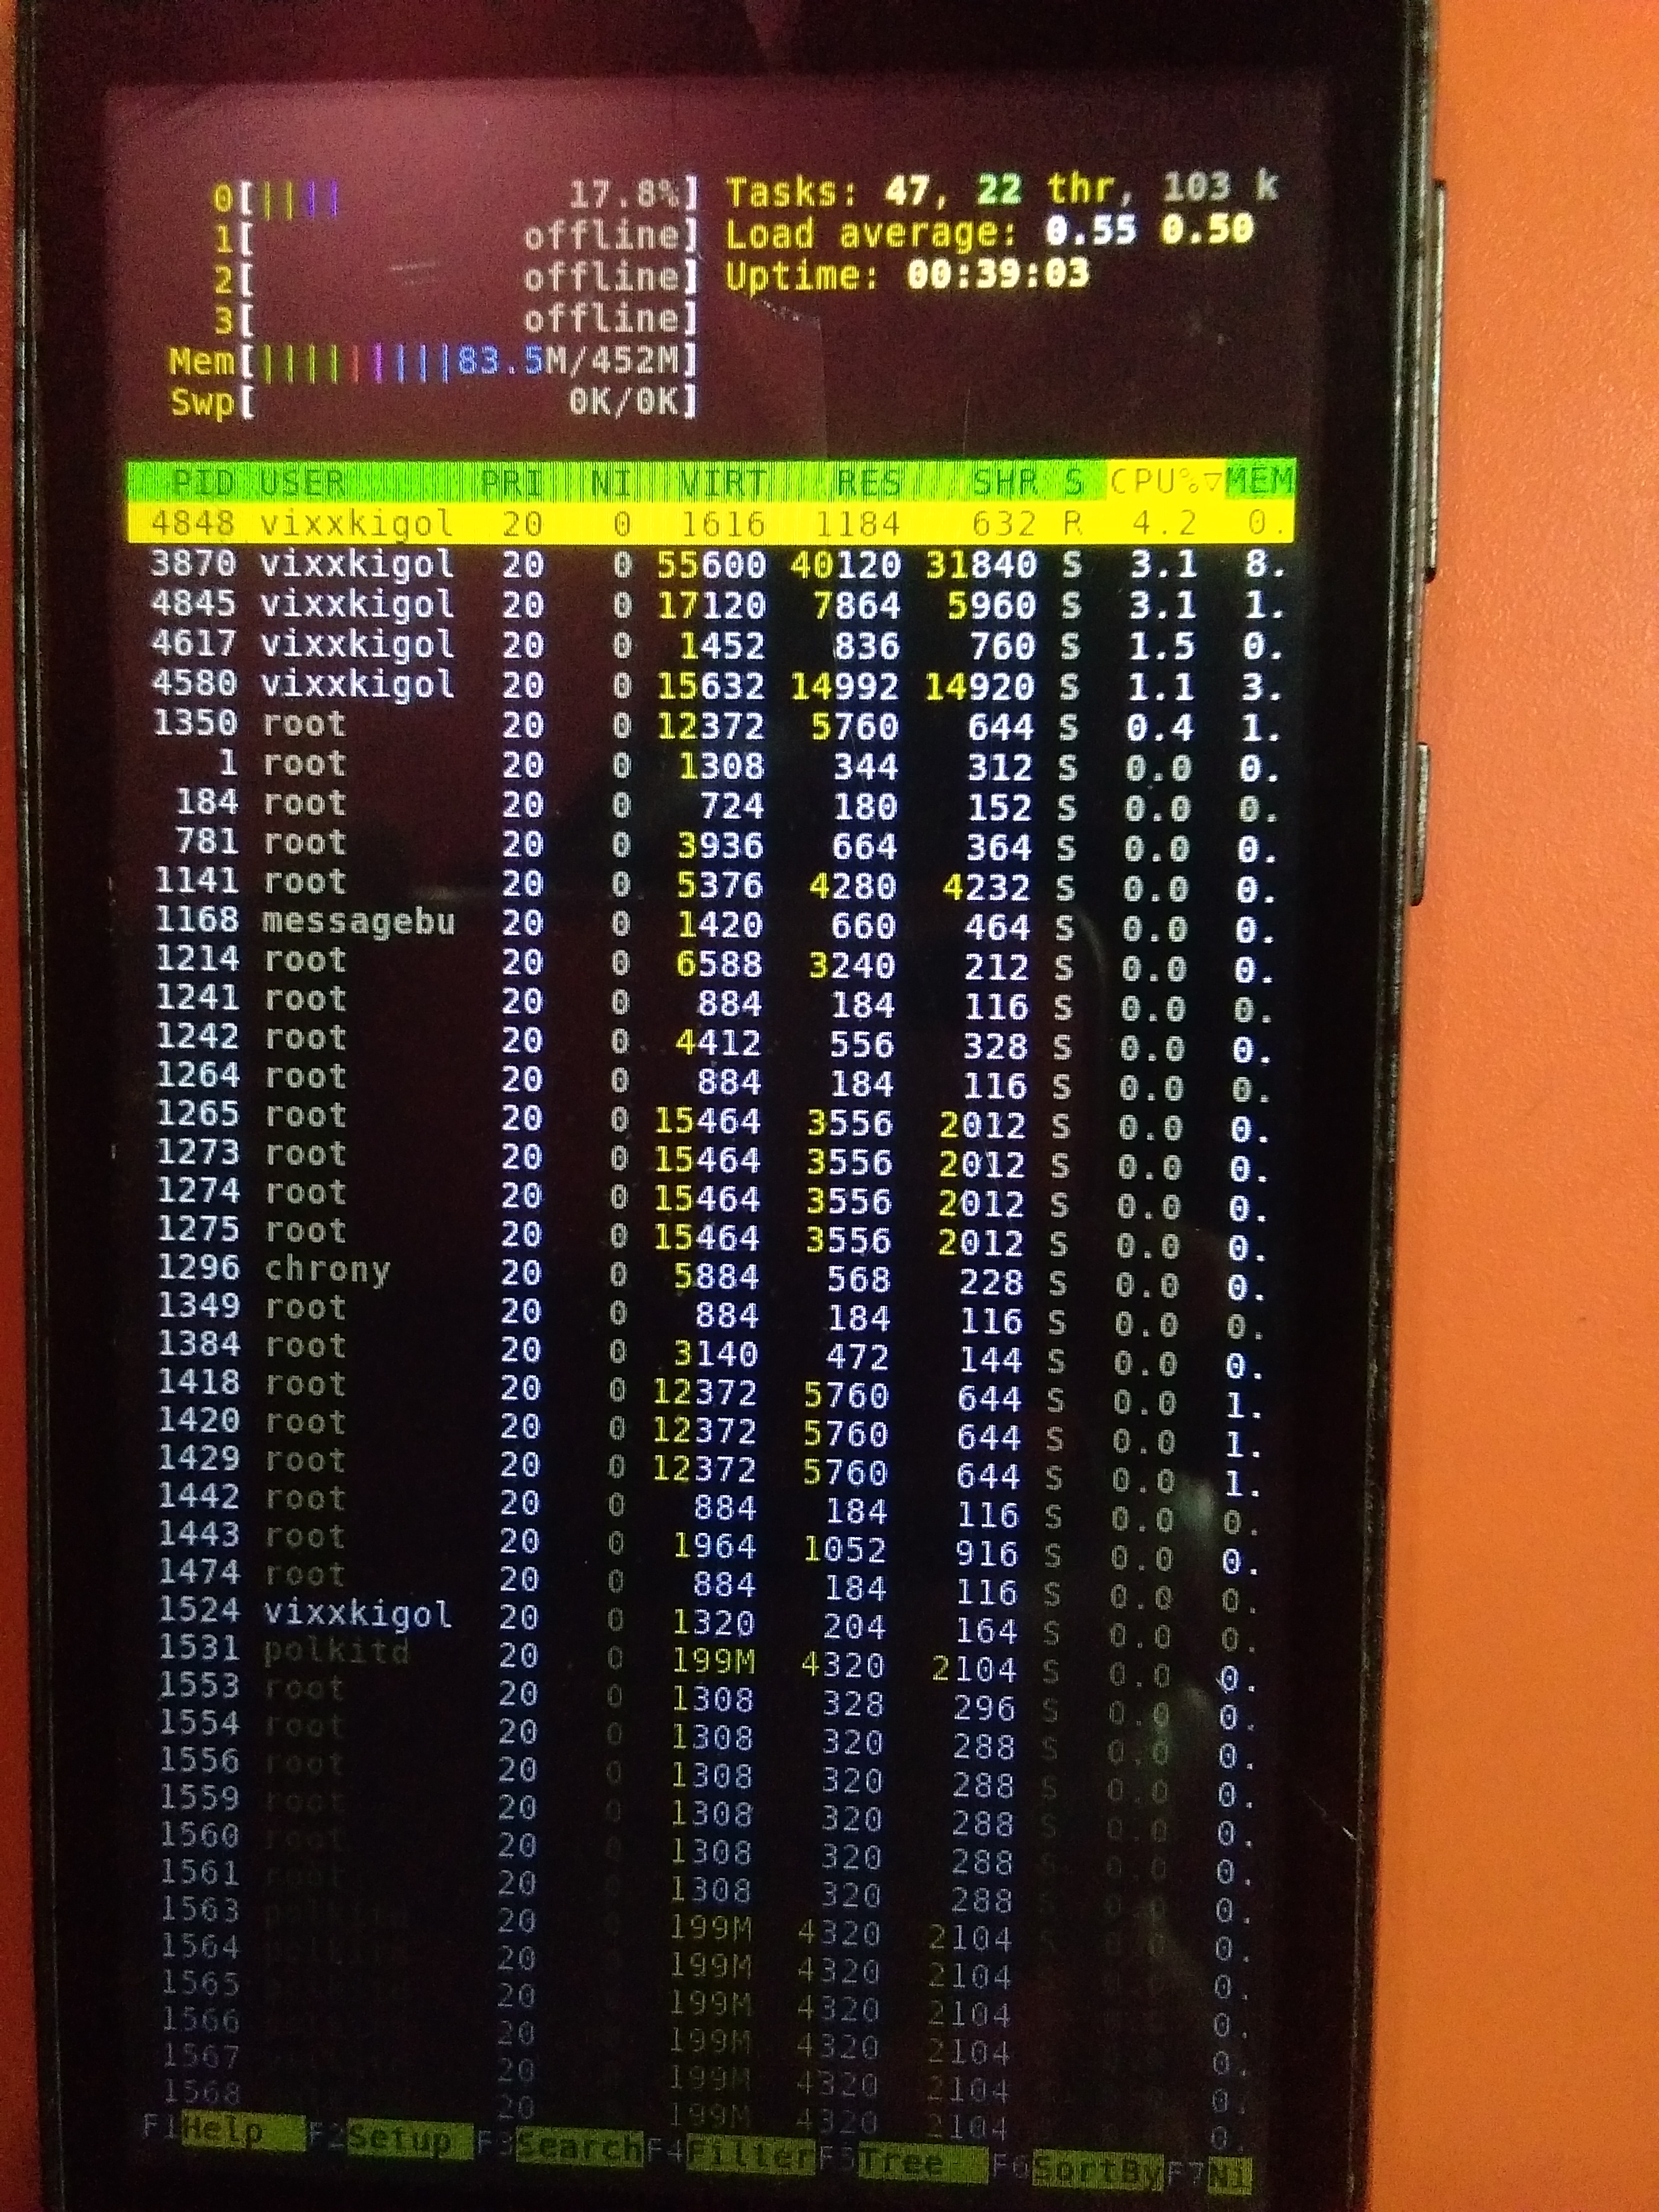 0[|||| 17.8%] Tasks: 47, 22 thr, 103 k
1[ offline] Load average: 0.55 0.50
2[ offline] Uptime: 00:39:03
3[ offline]
Mem[|||||||||83.5M/452M]
Swp[ 0K/0K]
PID USER PRI NI VIRT RES SHR S CPU%▽MEM
4848 vixxkigol 20 0 1616 1184 632 R 4.2 0.
3870 vixxkigol 20 0 55600 40120 31840 S 3.1 8.
4845 vixxkigol 20 0 17120 7864 5960 S 3.1 1.
4617 vixxkigol 20 0 1452 836 760 S 1.5 0.
4580 vixxkigol 20 0 15632 14992 14920 S 1.1 3.
1350 root 20 0 12372 5760 644 S 0.4 1.
1 root 20 0 1308 344 312 S 0.0 0.
184 root 20 0 724 180 152 S 0.0 0.
781 root 20 0 3936 664 364 S 0.0 0.
1141 root 20 0 5376 4280 4232 S 0.0 0.
1168 messagebu 20 0 1420 660 464 S 0.0 0.
1214 root 20 0 6588 3240 212 S 0.0 0.
1241 root 20 0 884 184 116 S 0.0 0.
1242 root 20 0 4412 556 328 S 0.0 0.
1264 root 20 0 884 184 116 S 0.0 0.
1265 root 20 0 15464 3556 2012 S 0.0 0.
1273 root 20 0 15464 3556 2012 S 0.0 0.
1274 root 20 0 15464 3556 2012 S 0.0 0.
1275 root 20 0 15464 3556 2012 S 0.0 0.
1296 chrony 20 0 5884 568 228 S 0.0 0.
1349 root 20 0 884 184 116 S 0.0 0.
1384 root 20 0 3140 472 144 S 0.0 0.
1418 root 20 0 12372 5760 644 S 0.0 1.
1420 root 20 0 12372 5760 644 S 0.0 1.
1429 root 20 0 12372 5760 644 S 0.0 1.
1442 root 20 0 884 184 116 S 0.0 0.
1443 root 20 0 1964 1052 916 S 0.0 0.
1474 root 20 0 884 184 116 S 0.0 0.
1524 vixxkigol 20 0 1320 204 164 S 0.0 0.
1531 polkitd 20 0 199M 4320 2104 S 0.0 0.
1553 root 20 0 1308 328 296 S 0.0 0.
1554 root 20 0 1308 320 288 S 0.0 0.
1556 root 20 0 1308 320 288 S 0.0 0.
1559 root 20 0 1308 320 288 S 0.0 0.
1560 root 20 1308 320 288 S 0.0 0.
1561 root 20 1308 320 288 0.
1563 polkitd 20 199M 4320 2104 0.
1564 20 199M 4320 2104 0.
1565 20 199M 4320 2104 0.
1566 20 199M 4320 2104 0.
1567 20 199M 4320 2104 0.
1568 20 199M 4320 2104 0.
F1Help F2Setup F3SearchF4FilterF5Tree F6SortByF7Ni